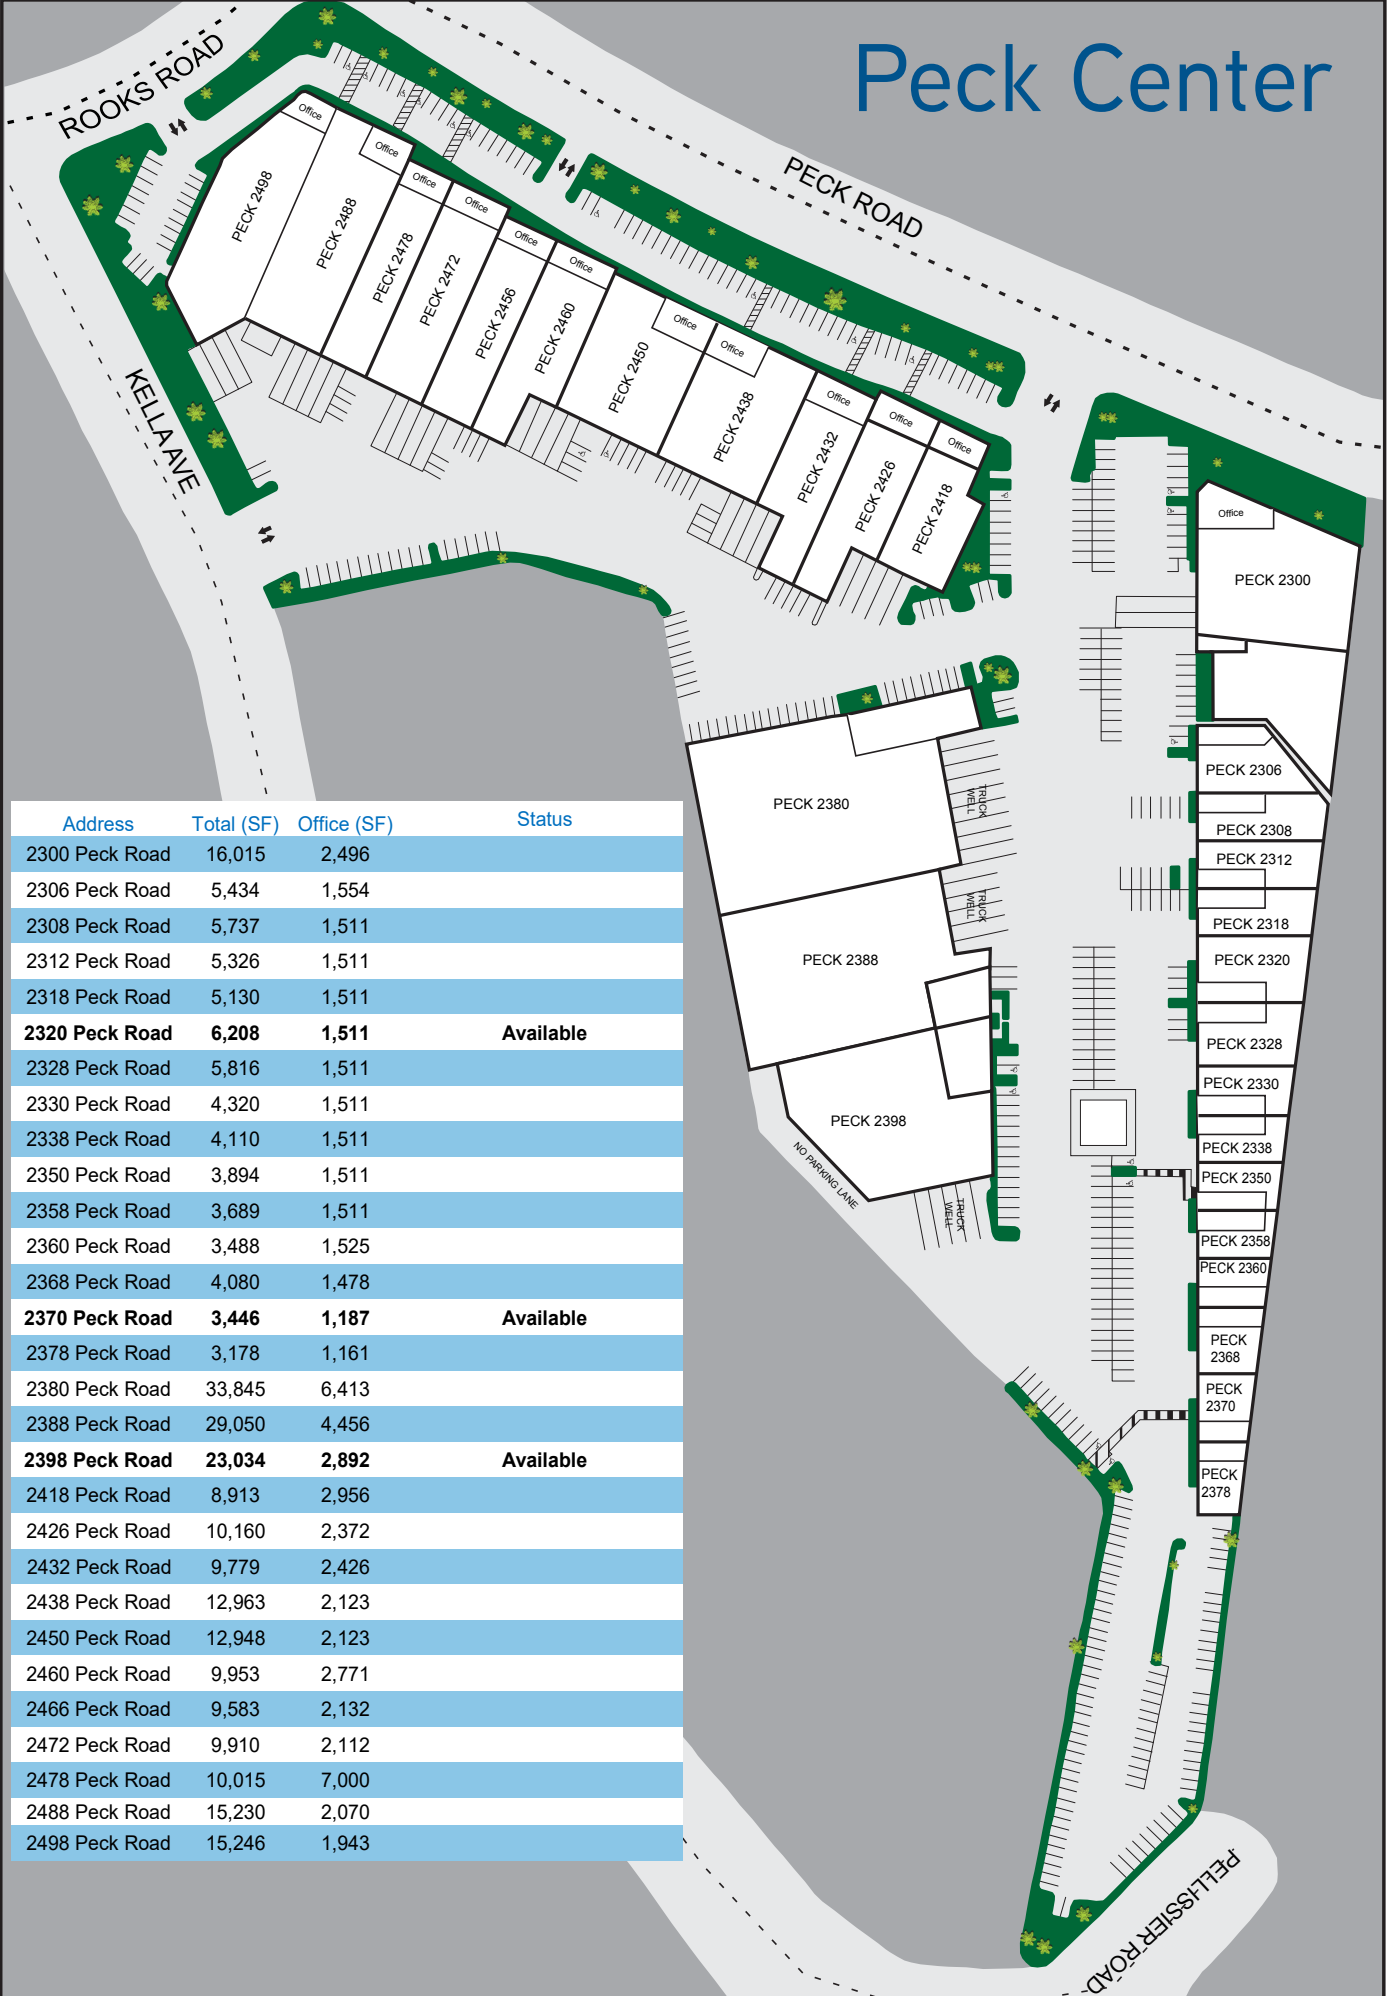 Peck Center
ROOKS ROAD
PECK ROAD
KELLA AVE
Office
PECK 2498
PECK 2488
Office
PECK 2478
Office
PECK 2472
Office
PECK 2456
Office
PECK 2460
Office
PECK 2450
Office
PECK 2438
Office
PECK 2432
Office
PECK 2426
Office
PECK 2418
Office
Office
PECK 2300
PECK 2306
PECK 2308
PECK 2312
PECK 2318
PECK 2320
PECK 2328
PECK 2330
PECK 2338
PECK 2350
PECK 2358
PECK 2360
PECK
2368
PECK
2370
PECK
2378
PECK 2380
TRUCK
WELL
PECK 2388
TRUCK
WELL
PECK 2398
NO PARKING LANE
TRUCK
WELL
PELLISSIER ROAD
Address Total (SF) Office (SF) Status
2300 Peck Road 16,015 2,496
2306 Peck Road 5,434 1,554
2308 Peck Road 5,737 1,511
2312 Peck Road 5,326 1,511
2318 Peck Road 5,130 1,511
2320 Peck Road 6,208 1,511 Available
2328 Peck Road 5,816 1,511
2330 Peck Road 4,320 1,511
2338 Peck Road 4,110 1,511
2350 Peck Road 3,894 1,511
2358 Peck Road 3,689 1,511
2360 Peck Road 3,488 1,525
2368 Peck Road 4,080 1,478
2370 Peck Road 3,446 1,187 Available
2378 Peck Road 3,178 1,161
2380 Peck Road 33,845 6,413
2388 Peck Road 29,050 4,456
2398 Peck Road 23,034 2,892 Available
2418 Peck Road 8,913 2,956
2426 Peck Road 10,160 2,372
2432 Peck Road 9,779 2,426
2438 Peck Road 12,963 2,123
2450 Peck Road 12,948 2,123
2460 Peck Road 9,953 2,771
2466 Peck Road 9,583 2,132
2472 Peck Road 9,910 2,112
2478 Peck Road 10,015 7,000
2488 Peck Road 15,230 2,070
2498 Peck Road 15,246 1,943